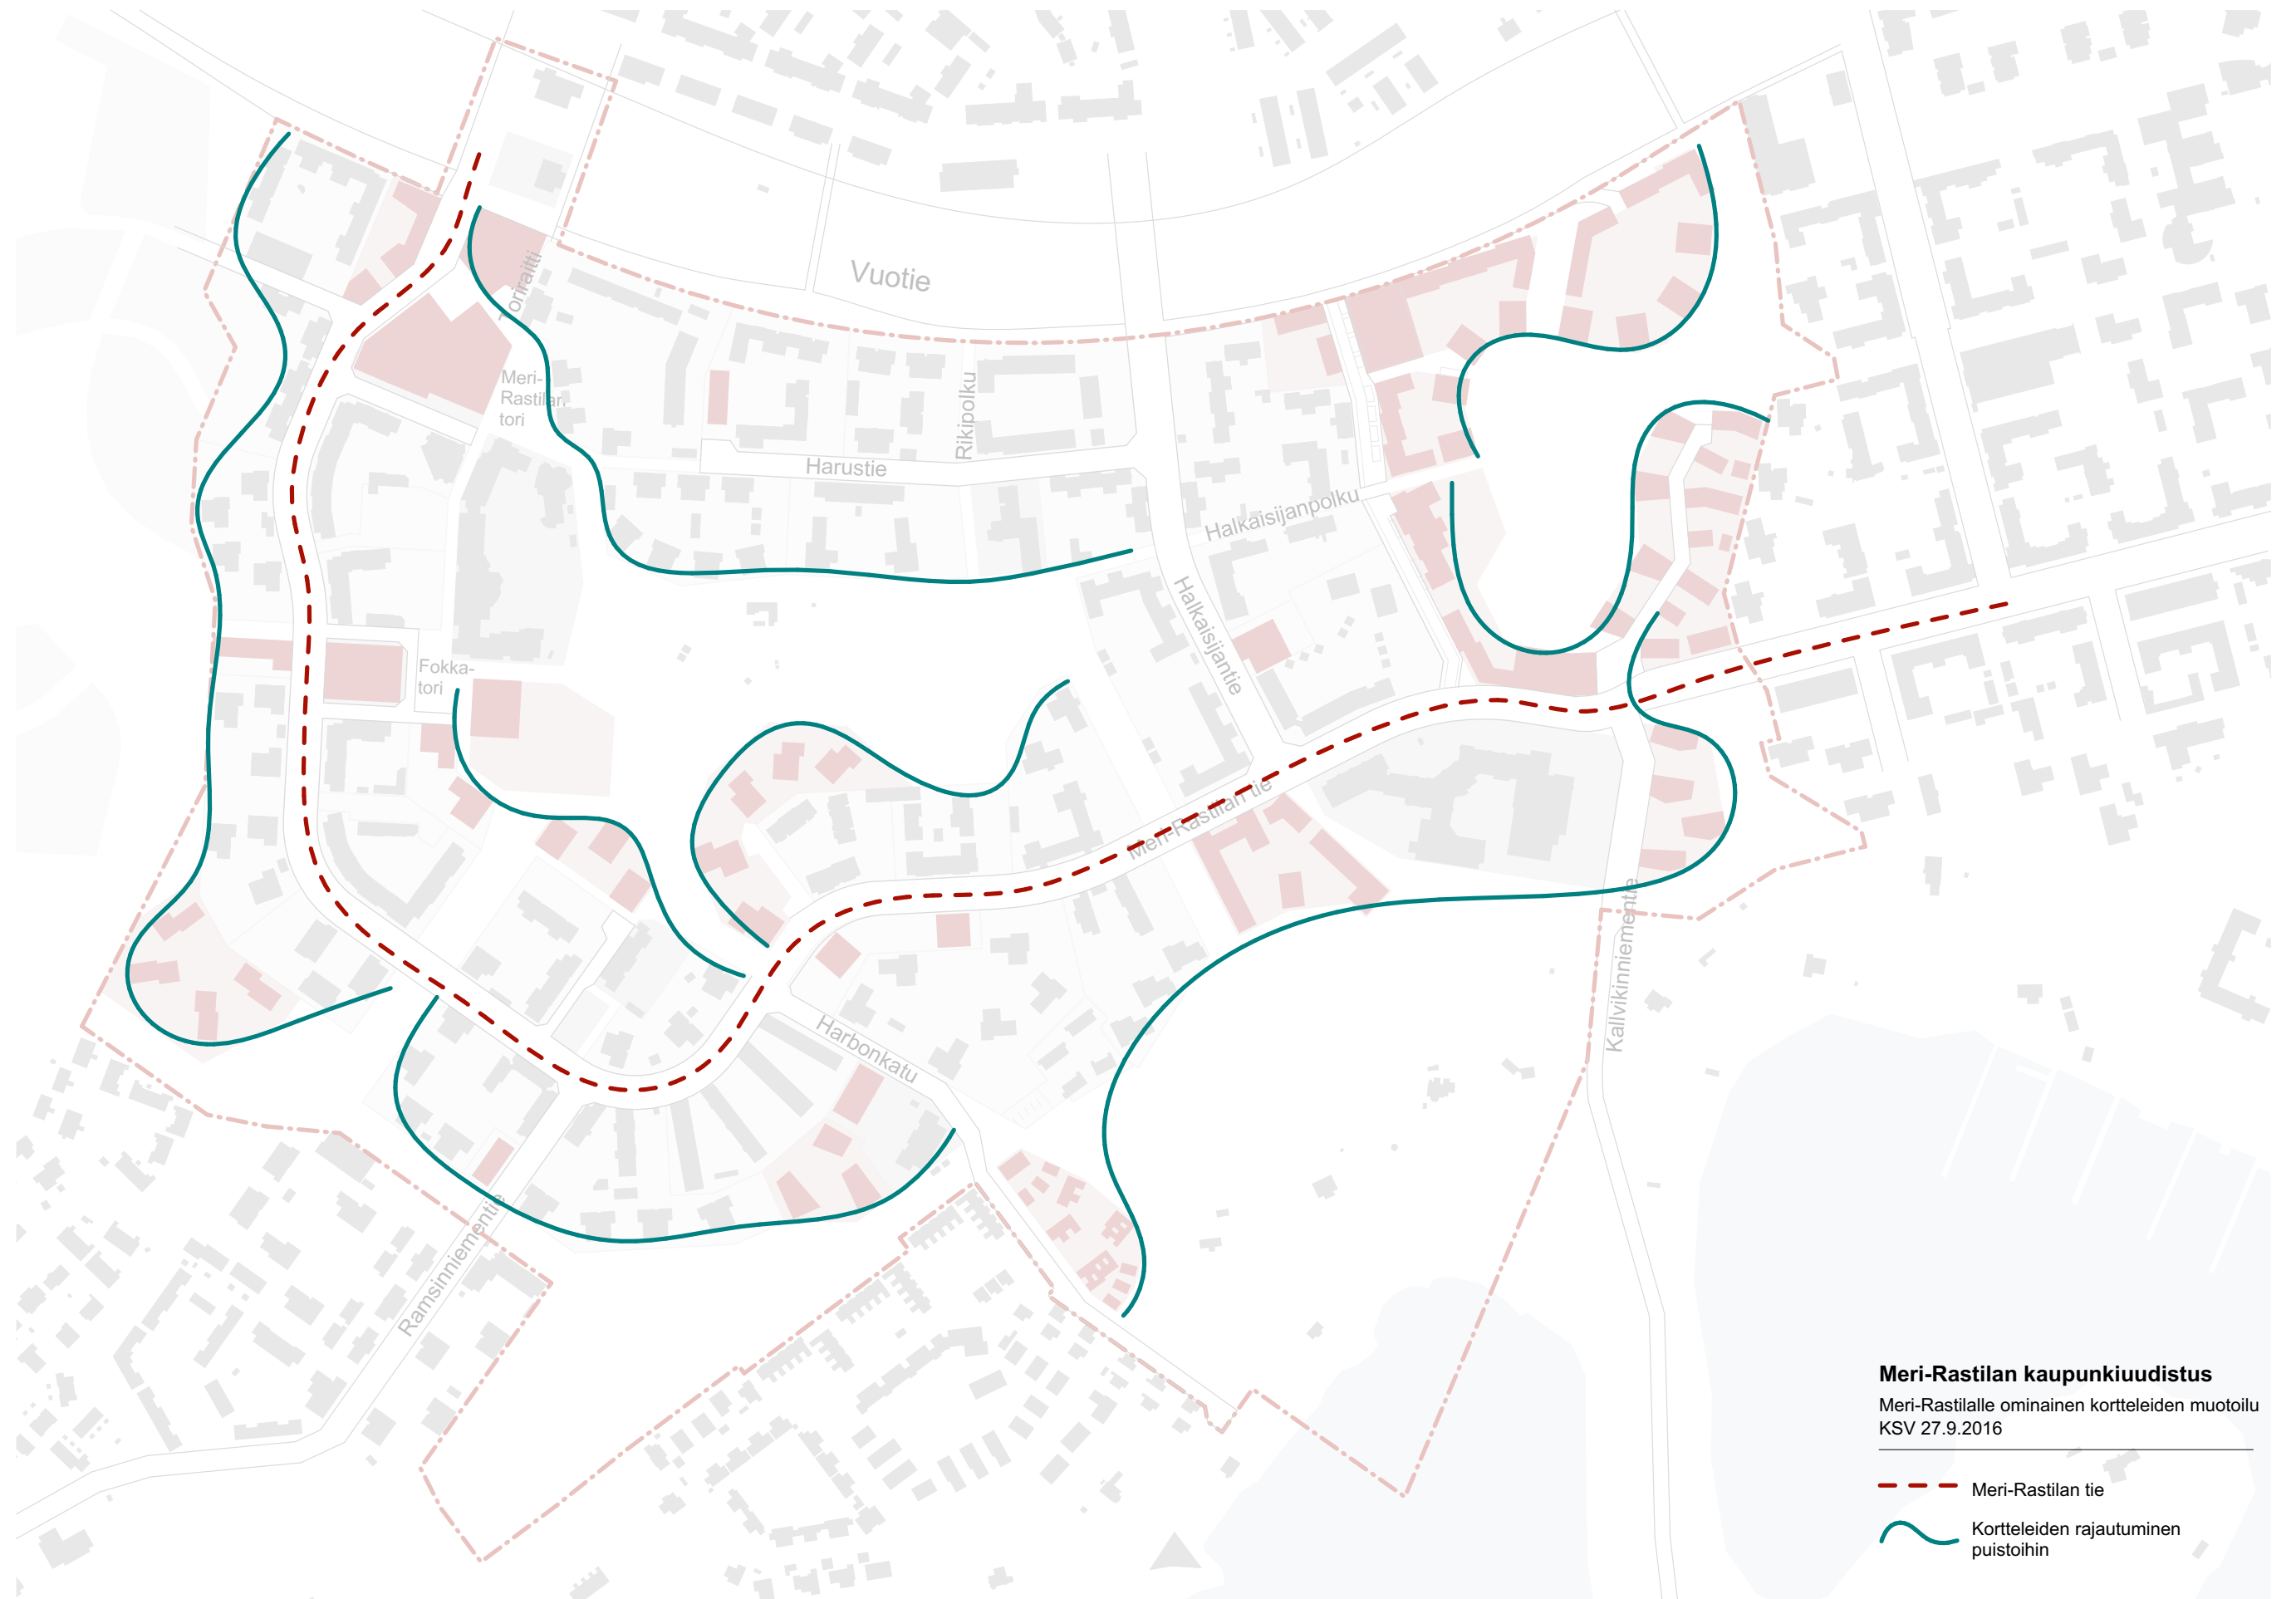 Vuotie
Toriraitti
Meri-
Rastilan
tori
Rikipolku
Harustie
Halkaisijanpolku
Halkaisijantie
Fokka-
tori
Meri-Rastilan tie
Kallvikinniementie
Harbonkatu
Ramsinniementie
Meri-Rastilan kaupunkiuudistus
Meri-Rastilalle ominainen kortteleiden muotoilu
KSV 27.9.2016
Meri-Rastilan tie
Kortteleiden rajautuminen
puistoihin